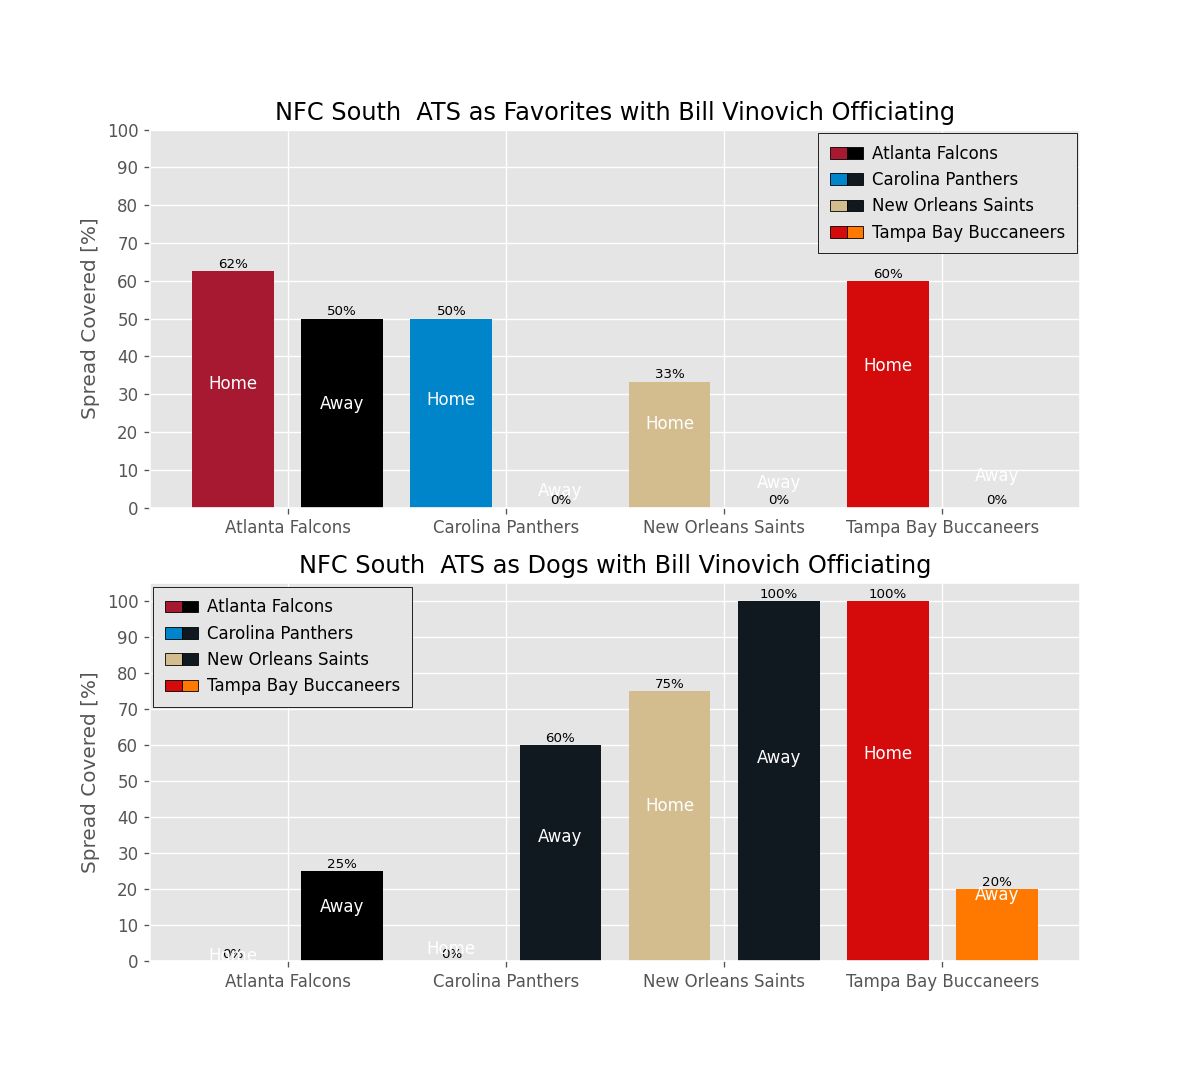 NFC South  ATS as Favorites with Bill Vinovich Officiating
Spread Covered [%]
100
90
80
70
60
50
40
30
20
10
0
Atlanta Falcons
Carolina Panthers
New Orleans Saints
Tampa Bay Buccaneers
62%
Home
50%
Away
50%
Home
Away
0%
33%
Home
Away
0%
60%
Home
Away
0%
Atlanta Falcons
Carolina Panthers
New Orleans Saints
Tampa Bay Buccaneers
NFC South  ATS as Dogs with Bill Vinovich Officiating
Spread Covered [%]
100
90
80
70
60
50
40
30
20
10
0
Atlanta Falcons
Carolina Panthers
New Orleans Saints
Tampa Bay Buccaneers
Home
0%
25%
Away
Home
0%
60%
Away
75%
Home
100%
Away
100%
Home
20%
Away
Atlanta Falcons
Carolina Panthers
New Orleans Saints
Tampa Bay Buccaneers